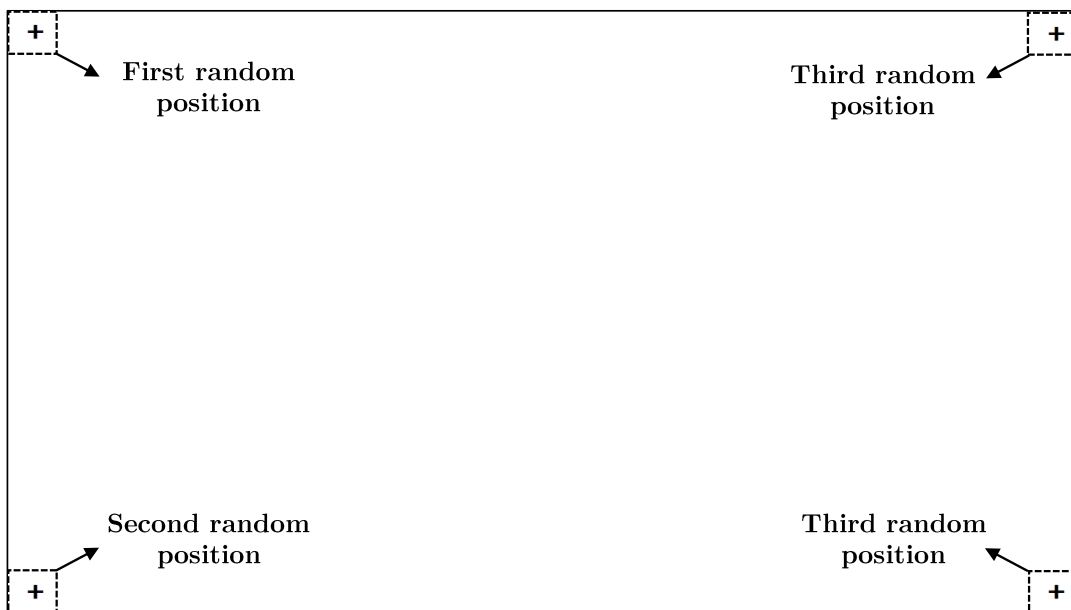 +
+
First random
position
Third random
position
Second random
position
Third random
position
+
+